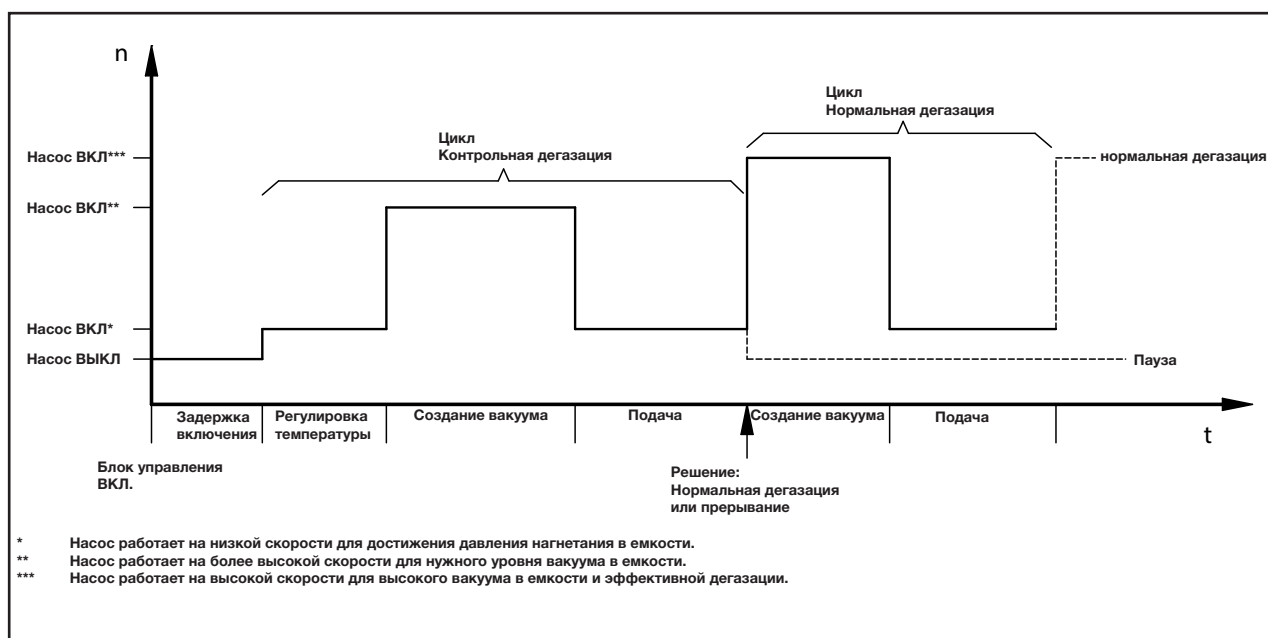 n
Цикл
Нормальная дегазация
Цикл
Контрольная дегазация
Насос ВКЛ***
нормальная дегазация
Насос ВКЛ**
Насос ВКЛ*
Насос ВЫКЛ
Пауза
Задержка
включения
Регулировка
температуры
Создание вакуума
Подача
Создание вакуума
Подача
t
Блок управления
ВКЛ.
Решение:
Нормальная дегазация
или прерывание
* Насос работает на низкой скорости для достижения давления нагнетания в емкости.
** Насос работает на более высокой скорости для нужного уровня вакуума в емкости.
*** Насос работает на высокой скорости для высокого вакуума в емкости и эффективной дегазации.